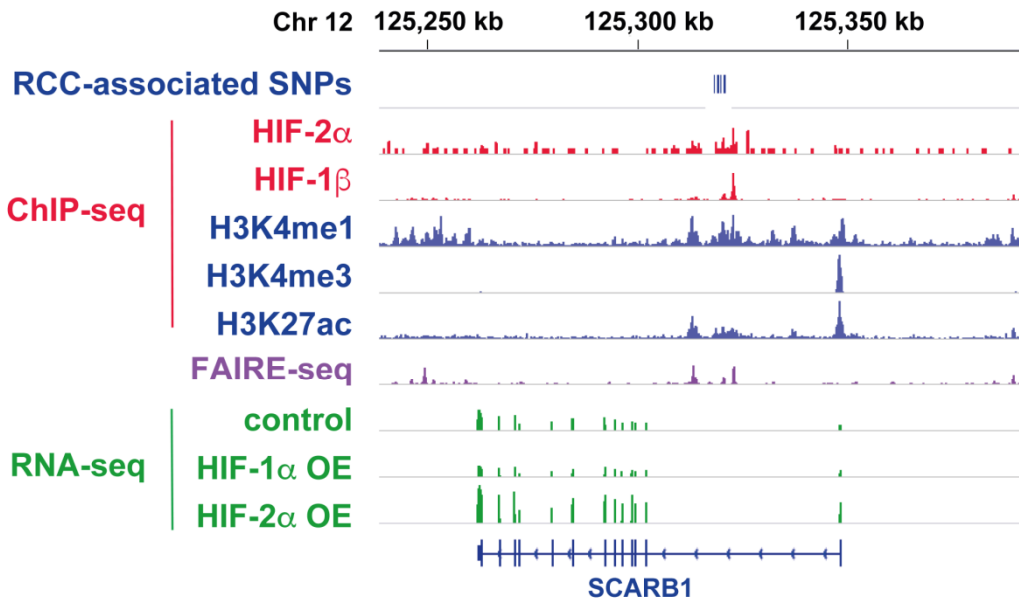 Chr 12 125,250 kb 125,300 kb 125,350 kb
RCC-associated SNPs
ChIP-seq
HIF-2α
HIF-1β
H3K4me1
H3K4me3
H3K27ac
FAIRE-seq
RNA-seq
control
HIF-1α OE
HIF-2α OE
SCARB1